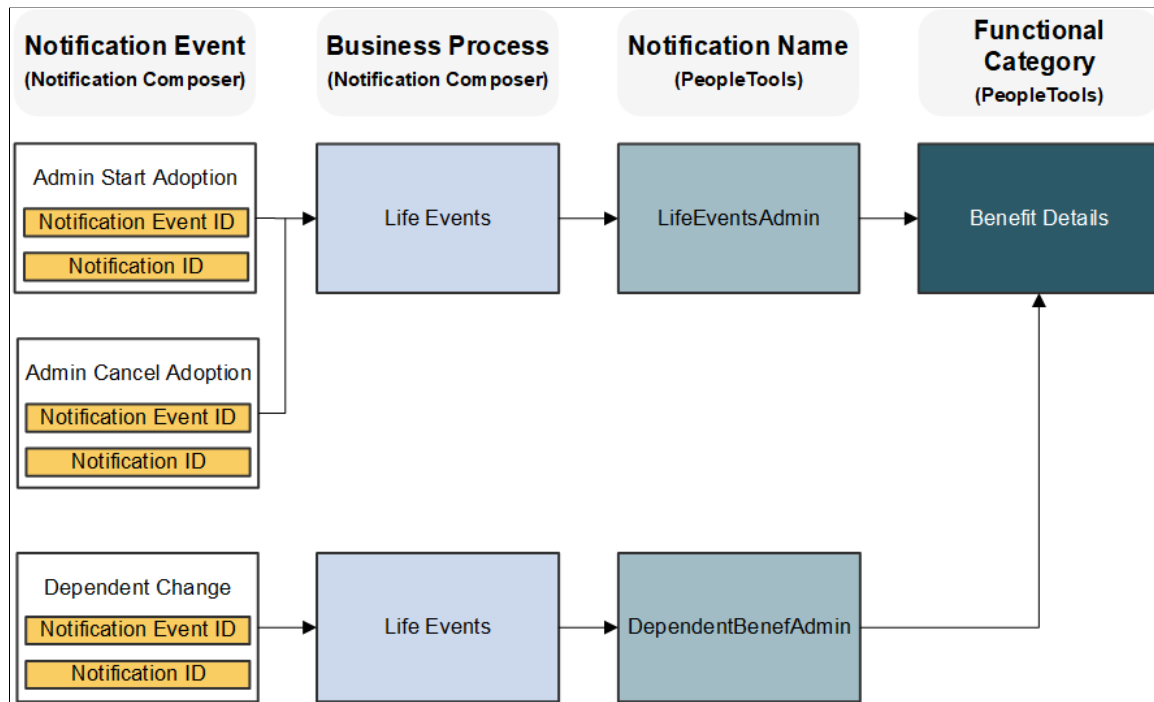 Notification Event
(Notification Composer)
Business Process
(Notification Composer)
Notification Name
(PeopleTools)
Functional
Category
(PeopleTools)
Admin Start Adoption
Notification Event ID
Notification ID
Life Events
LifeEventsAdmin
Benefit Details
Admin Cancel Adoption
Notification Event ID
Notification ID
Dependent Change
Notification Event ID
Notification ID
Life Events
DependentBenefAdmin